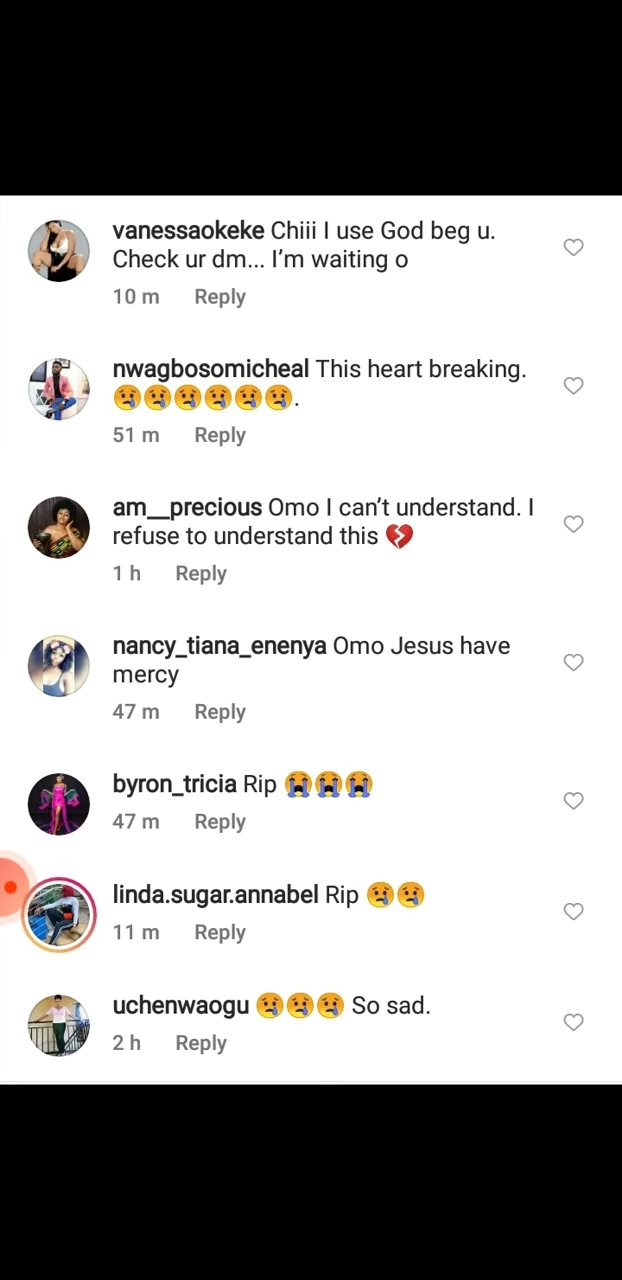 vanessaokeke Chiii I use God beg u.
Check ur dm... I’m waiting o
10 m Reply
nwagbosomicheal This heart breaking.
😢😢😢😢😢😢.
51 m Reply
am__precious Omo I can’t understand. I
refuse to understand this 💔
1 h Reply
nancy_tiana_enenya Omo Jesus have
mercy
47 m Reply
byron_tricia Rip 😭😭😭
47 m Reply
linda.sugar.annabel Rip 😢😢
11 m Reply
uchenwaogu 😢😢😢 So sad.
2 h Reply